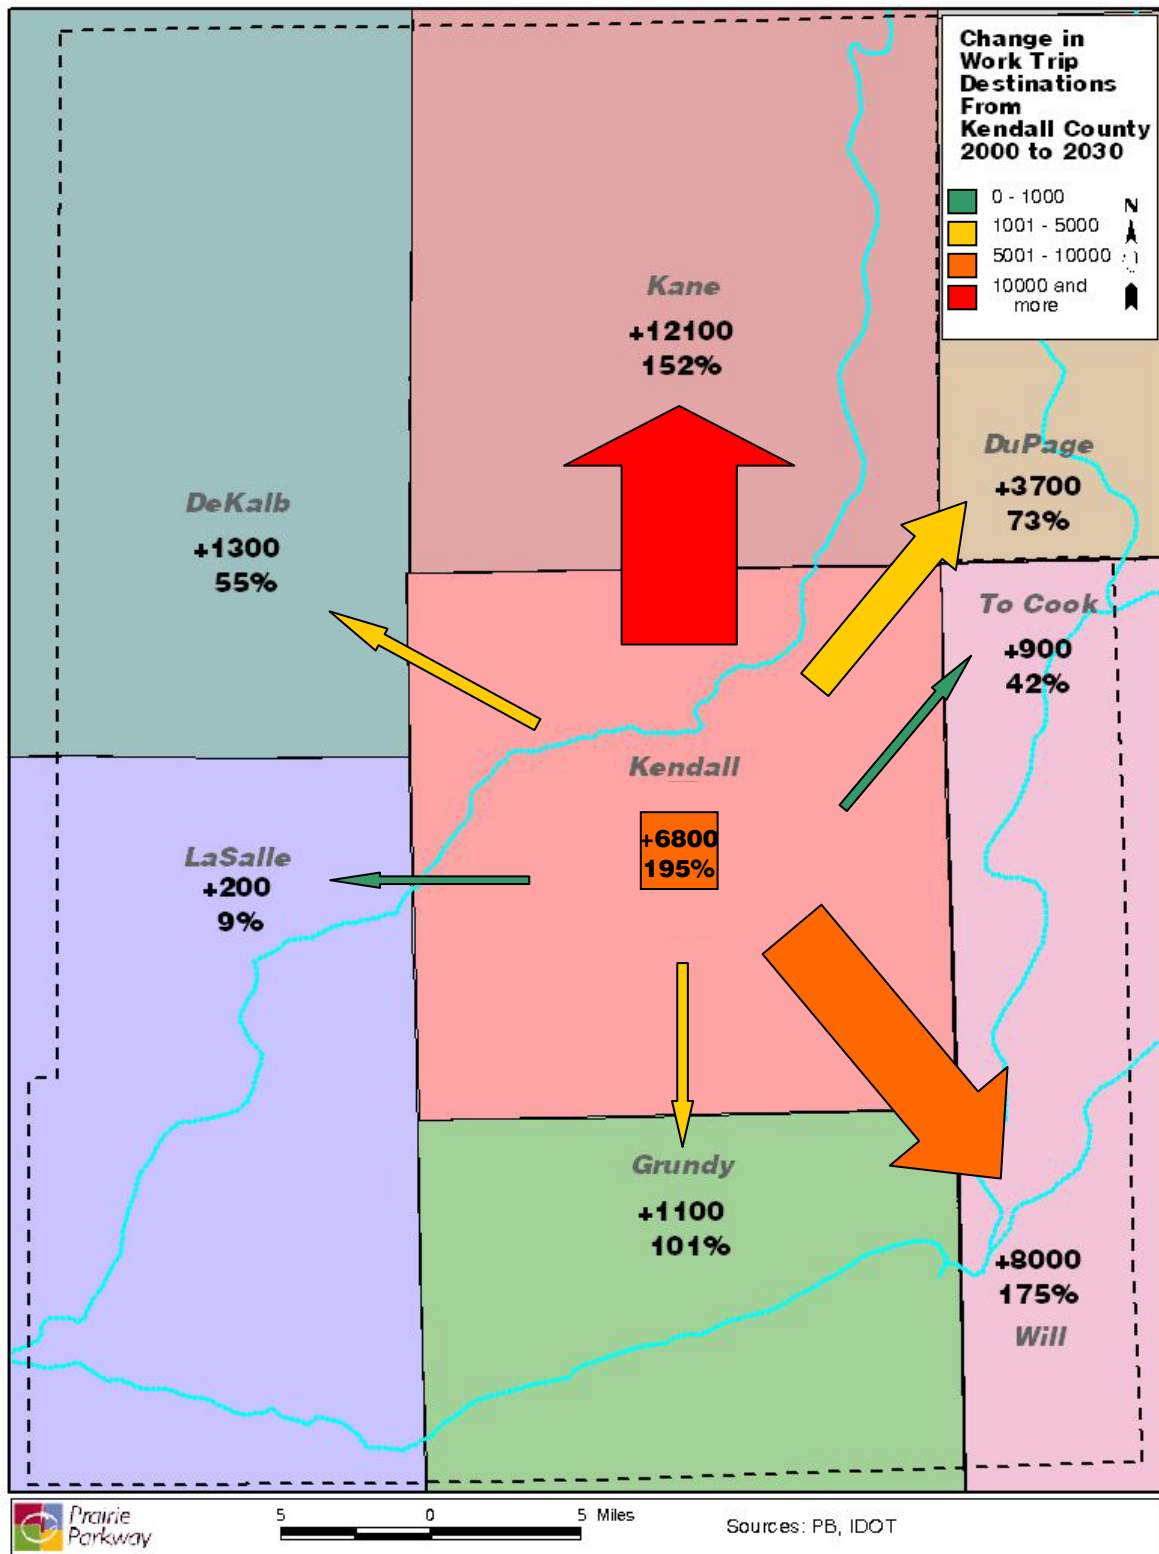 Change in
Work Trip
Destinations
From
Kendall County
2000 to 2030
0 - 1000
1001 - 5000
5001 - 10000
10000 and
more
N
Kane
+12100
152%
DuPage
+3700
73%
DeKalb
+1300
55%
To Cook
+900
42%
Kendall
+6800
195%
LaSalle
+200
9%
Grundy
+1100
101%
+8000
175%
Will
Prairie
Parkway
5 0 5 Miles
Sources: PB, IDOT